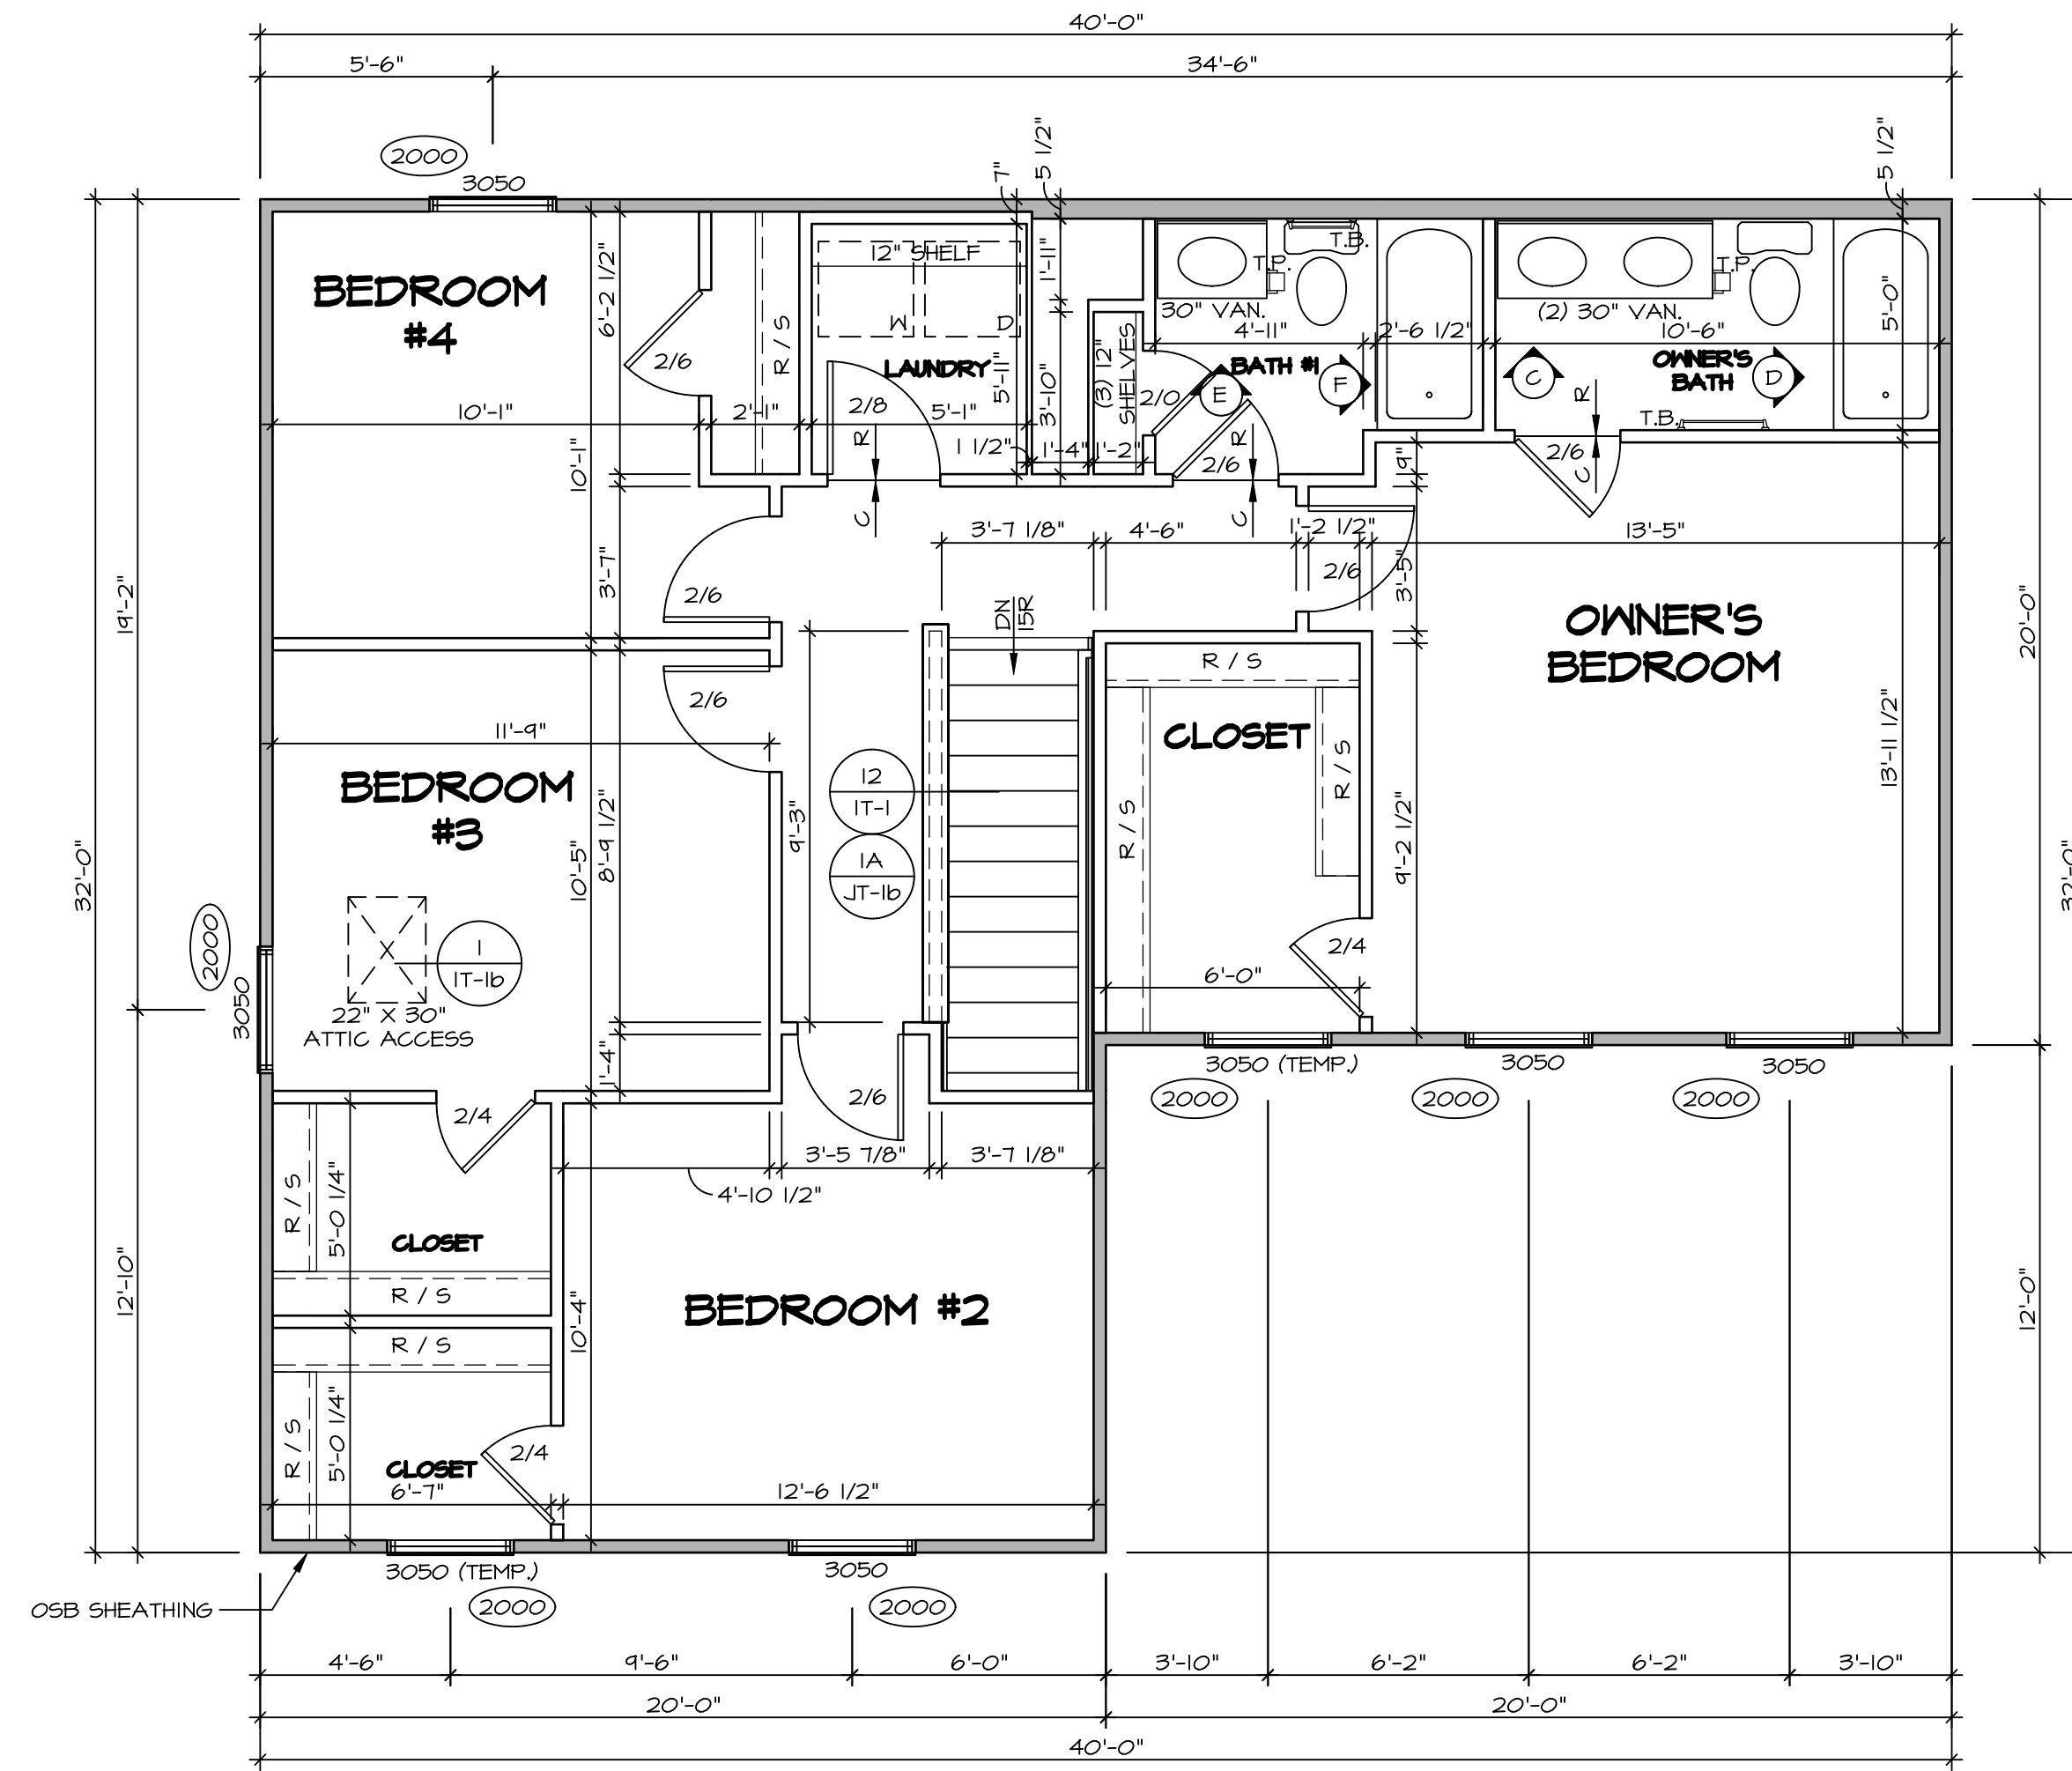 40'-0"
5'-6"
34'-6"
2000
3050
7"
5 1/2"
5 1/2"
BEDROOM
#4
6'-2 1/2"
R / S
12" SHELF
W
D
LAUNDRY
5'-11"
1'-11"
3'-10"
(3) 12"
SHELVES
T.B.
T.P.
30" VAN.
4'-11"
2'-6 1/2"
BATH #1
E
F
T.P.
(2) 30" VAN.
10'-6"
5'-0"
OWNER'S
BATH
C
D
T.B.
2/6
2/8
2/0
10'-1"
2'-1"
5'-1"
1 1/2"
1'-4"
1'-2"
R
C
2/6
R
C
9"
2/6
R
C
10'-1"
3'-7"
2/6
3'-7 1/8"
4'-6"
1'-2 1/2"
13'-5"
2/6
3'-5"
19'-2"
20'-0"
DN
15R
OWNER'S
BEDROOM
R / S
2/6
11'-9"
CLOSET
R / S
R / S
13'-11 1/2"
BEDROOM
#3
12
1T-1
1A
JT-1b
9'-3"
10'-5"
8'-9 1/2"
9'-2 1/2"
32'-0"
32'-0"
2000
3050
X
1
1T-1b
22" X 30"
ATTIC ACCESS
2/4
6'-0"
1'-4"
3050 (TEMP.)
3050
3050
2000
2000
2000
2/4
2/6
3'-5 7/8"
3'-7 1/8"
4'-10 1/2"
R / S
5'-0 1/4"
CLOSET
R / S
12'-10"
12'-0"
R / S
10'-4"
BEDROOM #2
R / S
5'-0 1/4"
CLOSET
6'-7"
2/4
12'-6 1/2"
3050 (TEMP.)
3050
2000
2000
OSB SHEATHING
4'-6"
9'-6"
6'-0"
3'-10"
6'-2"
6'-2"
3'-10"
20'-0"
20'-0"
40'-0"